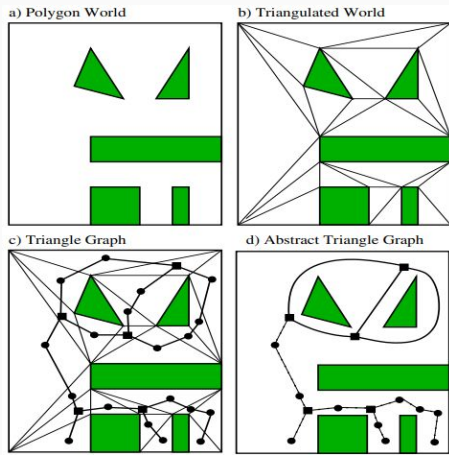 a) Polygon World
b) Triangulated World
c) Triangle Graph
d) Abstract Triangle Graph